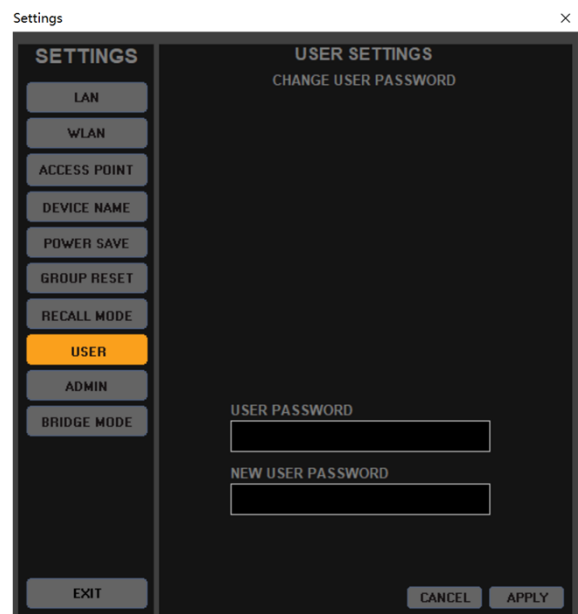 Settings
SETTINGS
LAN
WLAN
ACCESS POINT
DEVICE NAME
POWER SAVE
GROUP RESET
RECALL MODE
USER
ADMIN
BRIDGE MODE
EXIT
USER SETTINGS
CHANGE USER PASSWORD
USER PASSWORD
NEW USER PASSWORD
CANCEL
APPLY